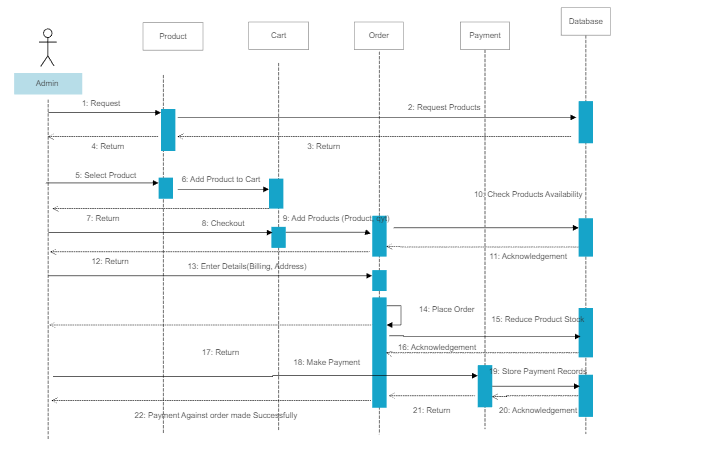 Database
Product
Cart
Order
Payment
Admin
1: Request
2: Request Products
4: Return
3: Return
5: Select Product
6: Add Product to Cart
10: Check Products Availability
7: Return
8: Checkout
9: Add Products (Product, qyt)
12: Return
11: Acknowledgement
13: Enter Details(Billing, Address)
14: Place Order
15: Reduce Product Stock
16: Acknowledgement
17: Return
18: Make Payment
19: Store Payment Records
21: Return
20: Acknowledgement
22: Payment Against order made Successfully